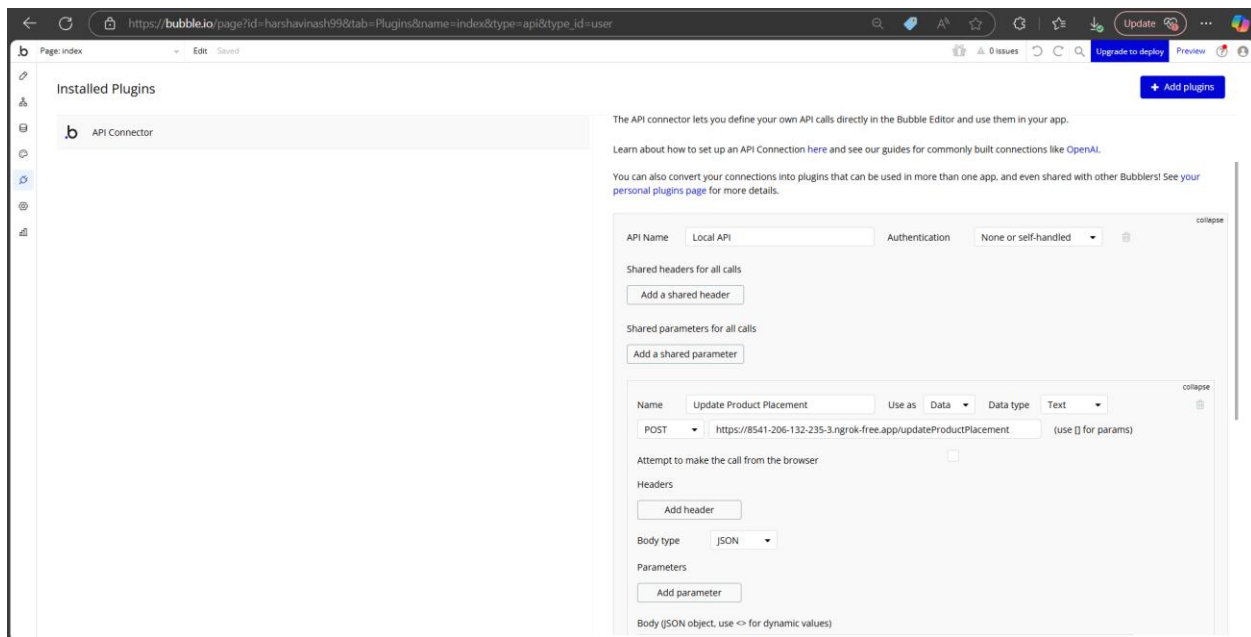 https://bubble.io/page?id=harshavinash99&tab=Plugins&name=index&type=api&type_id=user
Update
.b Page: index Edit Saved 0 issues Upgrade to deploy Preview
Installed Plugins
+ Add plugins
.b API Connector
The API connector lets you define your own API calls directly in the Bubble Editor and use them in your app.
Learn about how to set up an API Connection here and see our guides for commonly built connections like OpenAI.
You can also convert your connections into plugins that can be used in more than one app, and even shared with other Bubblers! See your
personal plugins page for more details.
collapse
API Name Local API Authentication None or self-handled
Shared headers for all calls
Add a shared header
Shared parameters for all calls
Add a shared parameter
collapse
Name Update Product Placement Use as Data Data type Text
POST https://8541-206-132-235-3.ngrok-free.app/updateProductPlacement (use [] for params)
Attempt to make the call from the browser
Headers
Add header
Body type JSON
Parameters
Add parameter
Body (JSON object, use <> for dynamic values)